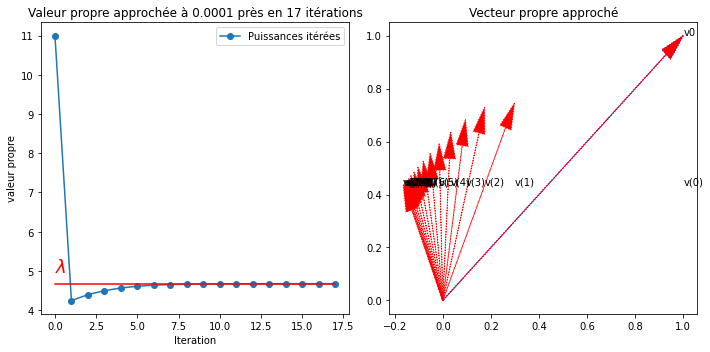 Valeur propre approchée à 0.0001 près en 17 itérations
Vecteur propre approché
11
10
9
8
7
6
5
4
valeur propre
Puissances itérées
λ
0.0
2.5
5.0
7.5
10.0
12.5
15.0
17.5
Iteration
1.0
0.8
0.6
0.4
0.2
0.0
v0
v(5)
v(4)
v(3)
v(2)
v(1)
v(0)
-0.2
0.0
0.2
0.4
0.6
0.8
1.0